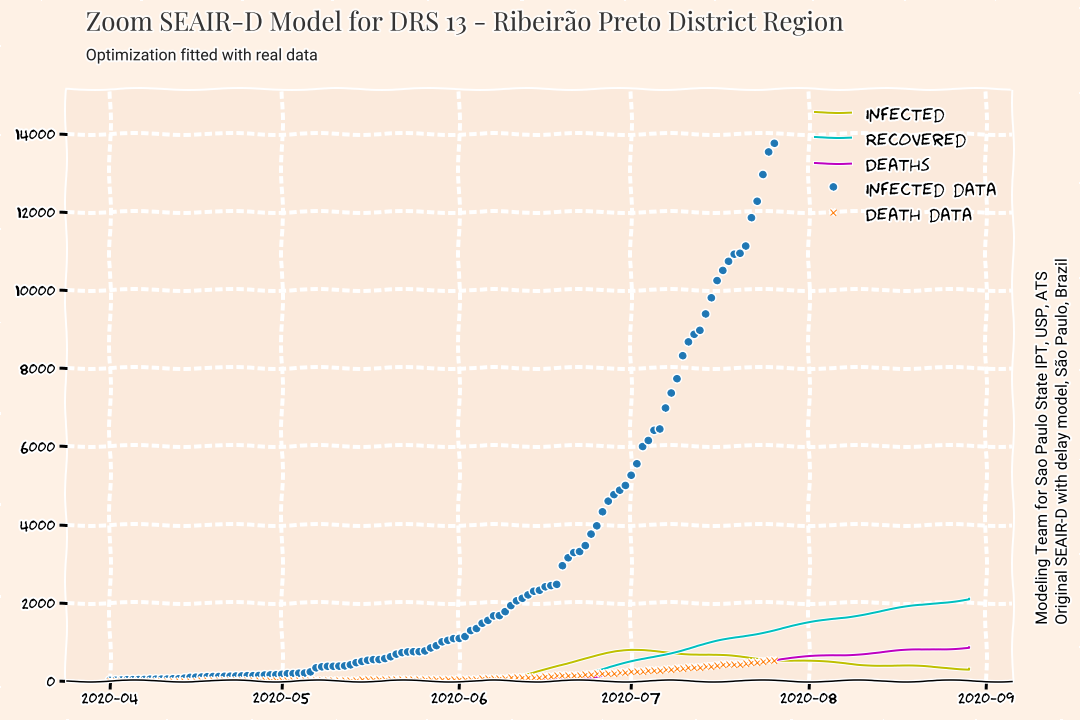 Zoom SEAIR-D Model for DRS 13 - Ribeirão Preto District Region
Optimization fitted with real data
INFECTED
RECOVERED
DEATHS
INFECTED DATA
DEATH DATA
14000
12000
10000
8000
6000
4000
2000
0
2020-04
2020-05
2020-06
2020-07
2020-08
2020-09
Modeling Team for Sao Paulo State IPT, USP, ATS
Original SEAIR-D with delay model, São Paulo, Brazil